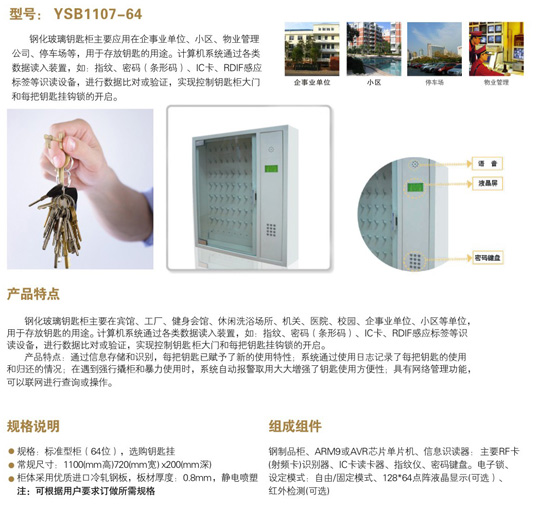 型号： YSB1107-64
钢化玻璃钥匙柜主要应用在企事业单位、小区、物业管理
公司、停车场等，用于存放钥匙的用途。计算机系统通过各类
数据读入装置，如：指纹、密码（条形码）、IC卡、RDIF感应
标签等识读设备，进行数据比对或验证，实现控制钥匙柜大门
和每把钥匙挂钩锁的开启。
企事业单位
小区
停车场
物业管理
语音
液晶屏
密码键盘
产品特点
钢化玻璃钥匙柜主要在宾馆、工厂、健身会馆、休闲洗浴场所、机关、医院、校园、企事业单位、小区等单位，
用于存放钥匙的用途。计算机系统通过各类数据读入装置，如：指纹、密码（条形码）、IC卡、RDIF感应标签等识
读设备，进行数据比对或验证，实现控制钥匙柜大门和每把钥匙挂钩锁的开启。
产品特点：通过信息存储和识别，每把钥匙已赋予了新的使用特性；系统通过使用日志记录了每把钥匙的使用
和归还的情况；在遇到强行撬柜和暴力使用时，系统自动报警取用大大增强了钥匙使用方便性；具有网络管理功能，
可以联网进行查询或操作。
规格说明
规格：标准型柜（64位），选购钥匙挂
常规尺寸：1100(mm高)720(mm宽) x200(mm深)
柜体采用优质进口冷轧钢板，板材厚度：0.8mm，静电喷塑
注：可根据用户要求订做所需规格
组成组件
钢制品柜、ARM9或AVR芯片单片机、信息识读器：主要RF卡
(射频卡)识别器、IC卡读卡器、指纹仪、密码键盘。电子锁、
设定模式：自由/固定模式、128*64点阵液晶显示(可选）、
红外检测(可选)